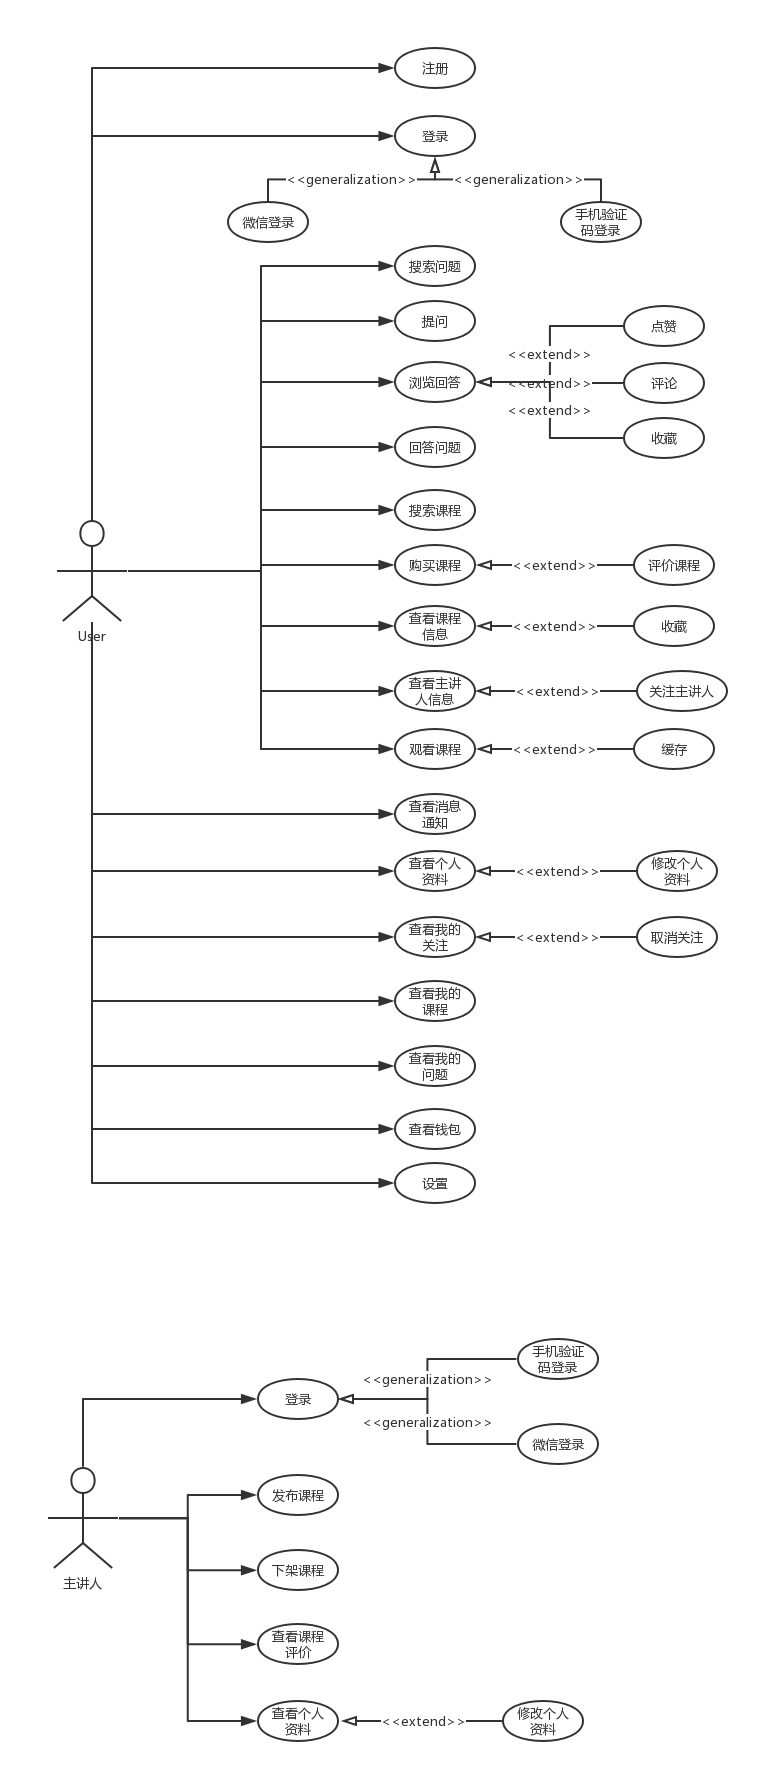 注册
登录
<<generalization>>
<<generalization>>
微信登录
手机验证
码登录
搜索问题
提问
点赞
<<extend>>
浏览回答
<<extend>>
评论
<<extend>>
收藏
回答问题
搜索课程
购买课程
<<extend>>
评价课程
User
查看课程
信息
<<extend>>
收藏
查看主讲
人信息
<<extend>>
关注主讲人
观看课程
<<extend>>
缓存
查看消息
通知
查看个人
资料
<<extend>>
修改个人
资料
查看我的
关注
<<extend>>
取消关注
查看我的
课程
查看我的
问题
查看钱包
设置
手机验证
码登录
<<generalization>>
登录
<<generalization>>
微信登录
发布课程
下架课程
主讲人
查看课程
评价
查看个人
资料
<<extend>>
修改个人
资料